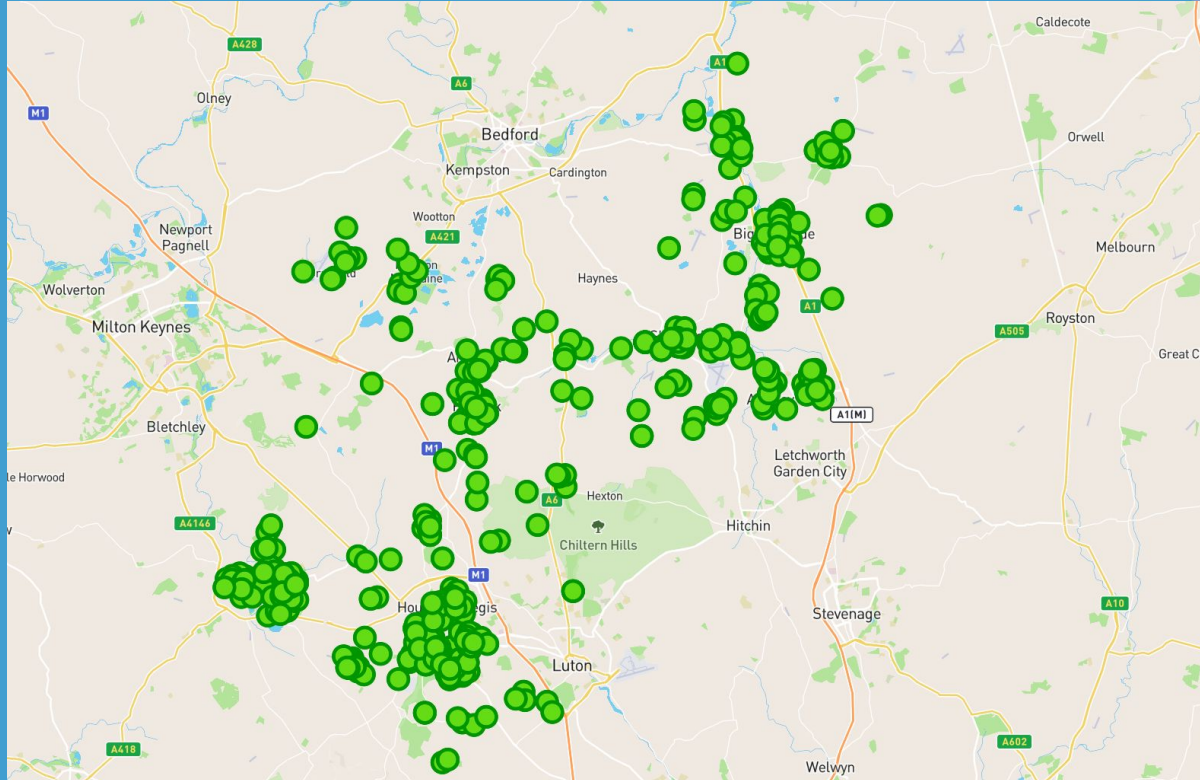 Caldecote
A428
A1
A6
Olney
M1
Bedford
Orwell
Kempston
Cardington
Wootton
Newport
Pagnell
A421
Melbourn
Haynes
Wolverton
A1
Royston
Milton Keynes
A505
Great C
A1(M)
Bletchley
M1
Letchworth
Garden City
le Horwood
Hexton
A6
A4146
Hitchin
Chiltern Hills
M1
A10
Stevenage
Luton
A418
A602
Welwyn